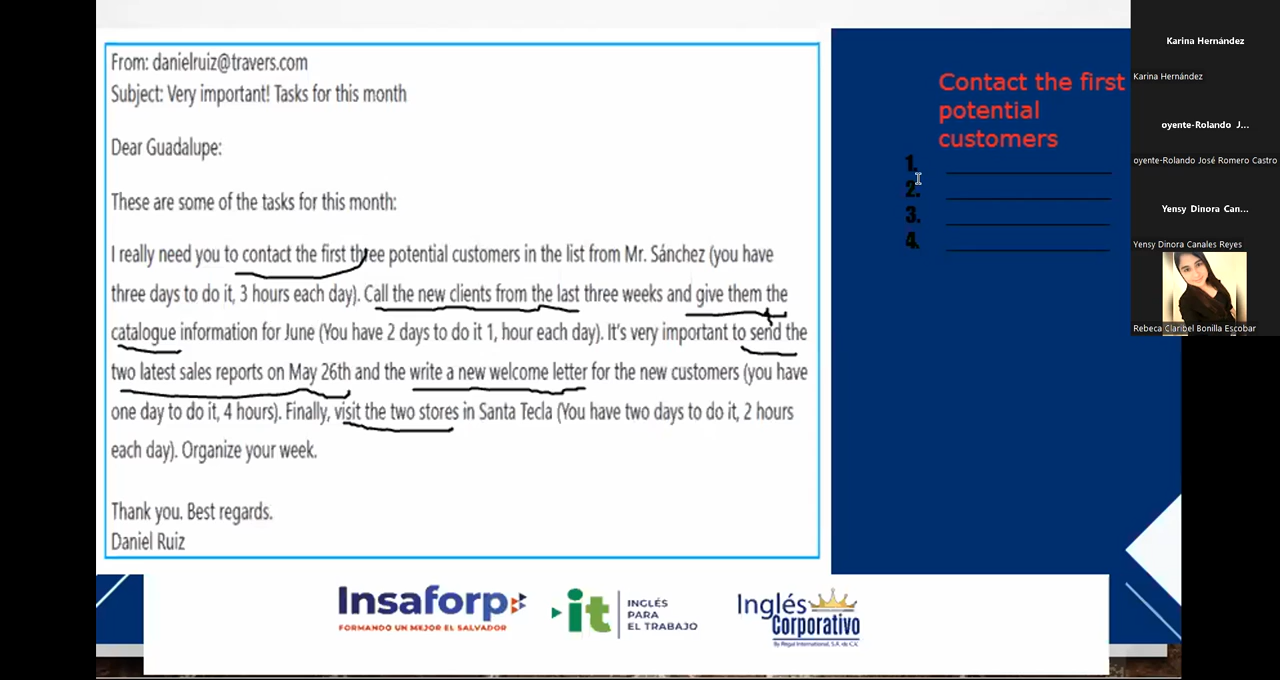 From: danielruiz@travers.com
Subject: Very important! Tasks for this month
Dear Guadalupe:
These are some of the tasks for this month:
I really need you to contact the first three potential customers in the list from Mr. Sánchez (you have
three days to do it, 3 hours each day). Call the new clients from the last three weeks and give them the
catalogue information for June (You have 2 days to do it 1, hour each day). It's very important to send the
two latest sales reports on May 26th and the write a new welcome letter for the new customers (you have
one day to do it, 4 hours). Finally, visit the two stores in Santa Tecla (You have two days to do it, 2 hours
each day). Organize your week.
Thank you. Best regards.
Daniel Ruiz
Contact the first
potential
customers
1.
2.
3.
4.
Karina Hernández
Karina Hernández
oyente-Rolando J...
oyente-Rolando José Romero Castro
Yensy Dinora Can...
Yensy Dinora Canales Reyes
Rebeca Claribel Bonilla Escobar
Insaforp
FORMANDO UN MEJOR EL SALVADOR
it
INGLÉS
PARA
EL TRABAJO
Inglés
Corporativo
By Regal International, S.A. de C.V.